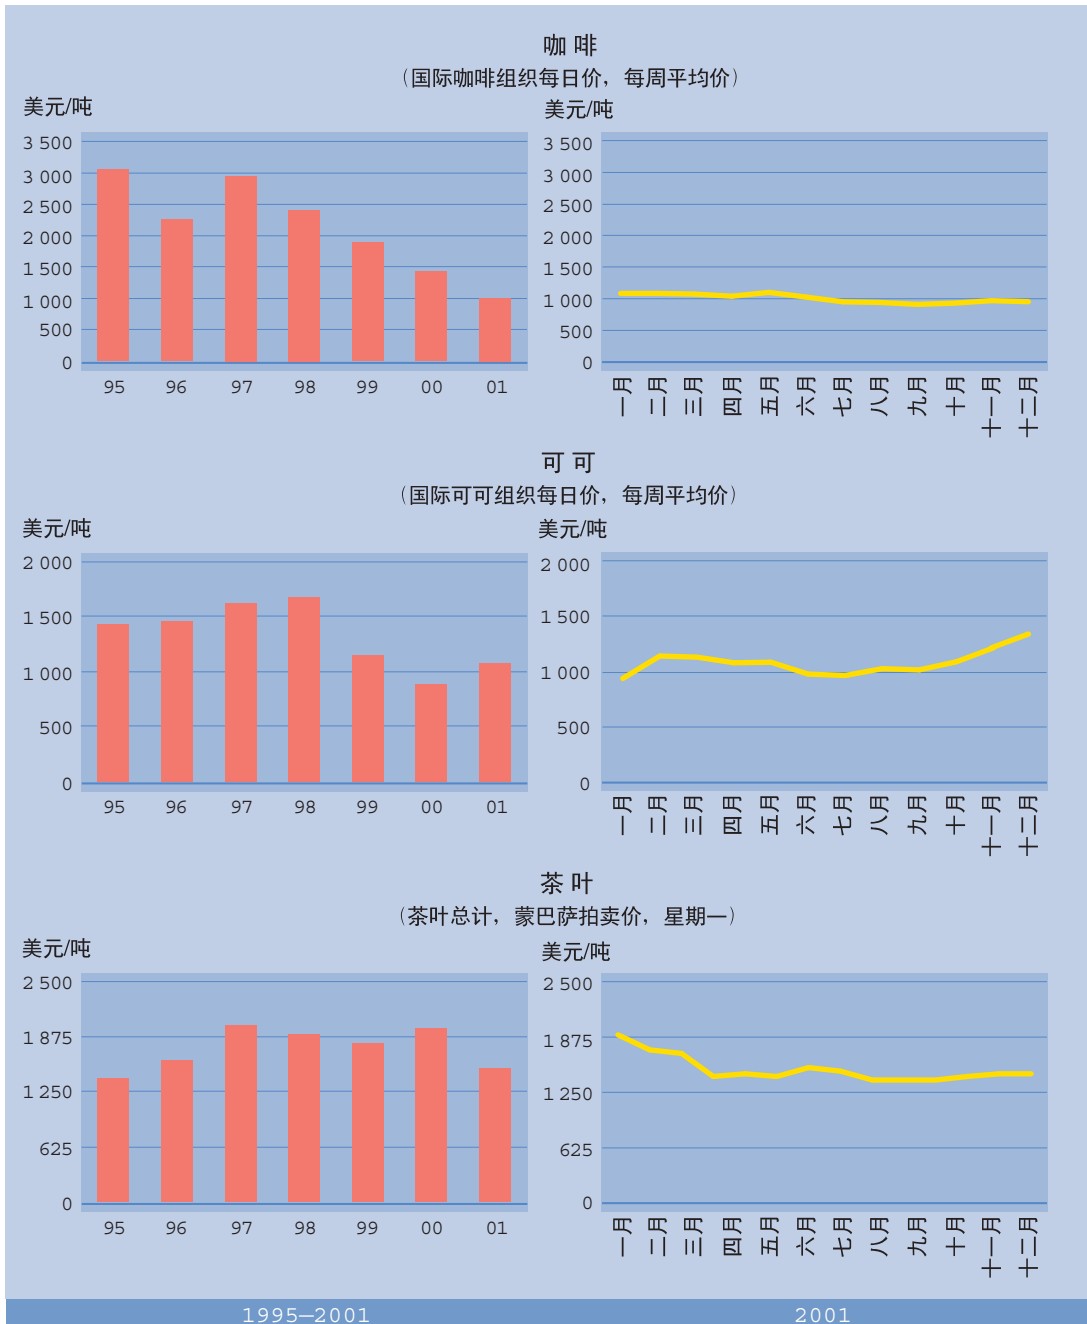 咖 啡
（国际咖啡组织每日价，每周平均价）
美元/吨
3 500
3 000
2 500
2 000
1 500
1 000
500
0
95 96 97 98 99 00 01
美元/吨
3 500
3 000
2 500
2 000
1 500
1 000
500
0
一月 二月 三月 四月 五月 六月 七月 八月 九月 十月 十一月 十二月
可 可
（国际可可组织每日价，每周平均价）
美元/吨
2 000
1 500
1 000
500
0
95 96 97 98 99 00 01
美元/吨
2 000
1 500
1 000
500
0
一月 二月 三月 四月 五月 六月 七月 八月 九月 十月 十一月 十二月
茶 叶
（茶叶总计，蒙巴萨拍卖价，星期一）
美元/吨
2 500
1 875
1 250
625
0
95 96 97 98 99 00 01
美元/吨
2 500
1 875
1 250
625
0
一月 二月 三月 四月 五月 六月 七月 八月 九月 十月 十一月 十二月
1995—2001
2001